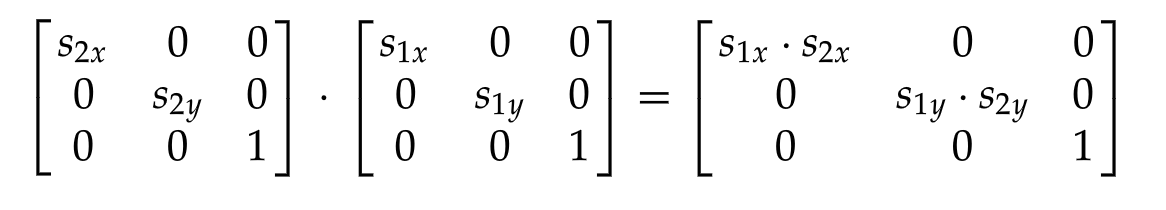 [s2x 0 0] [s1x 0 0] [s1x · s2x 0 0]
[0 s2y 0] · [0 s1y 0] = [0 s1y · s2y 0]
[0 0 1] [0 0 1] [0 0 1]